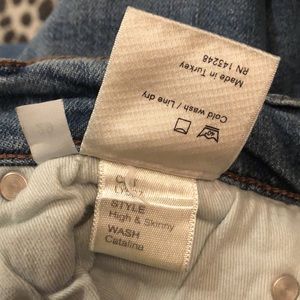 Cold wash / Line dry
Made in Turkey
RN 143248
STYLE
High & Skinny
WASH
Catalina